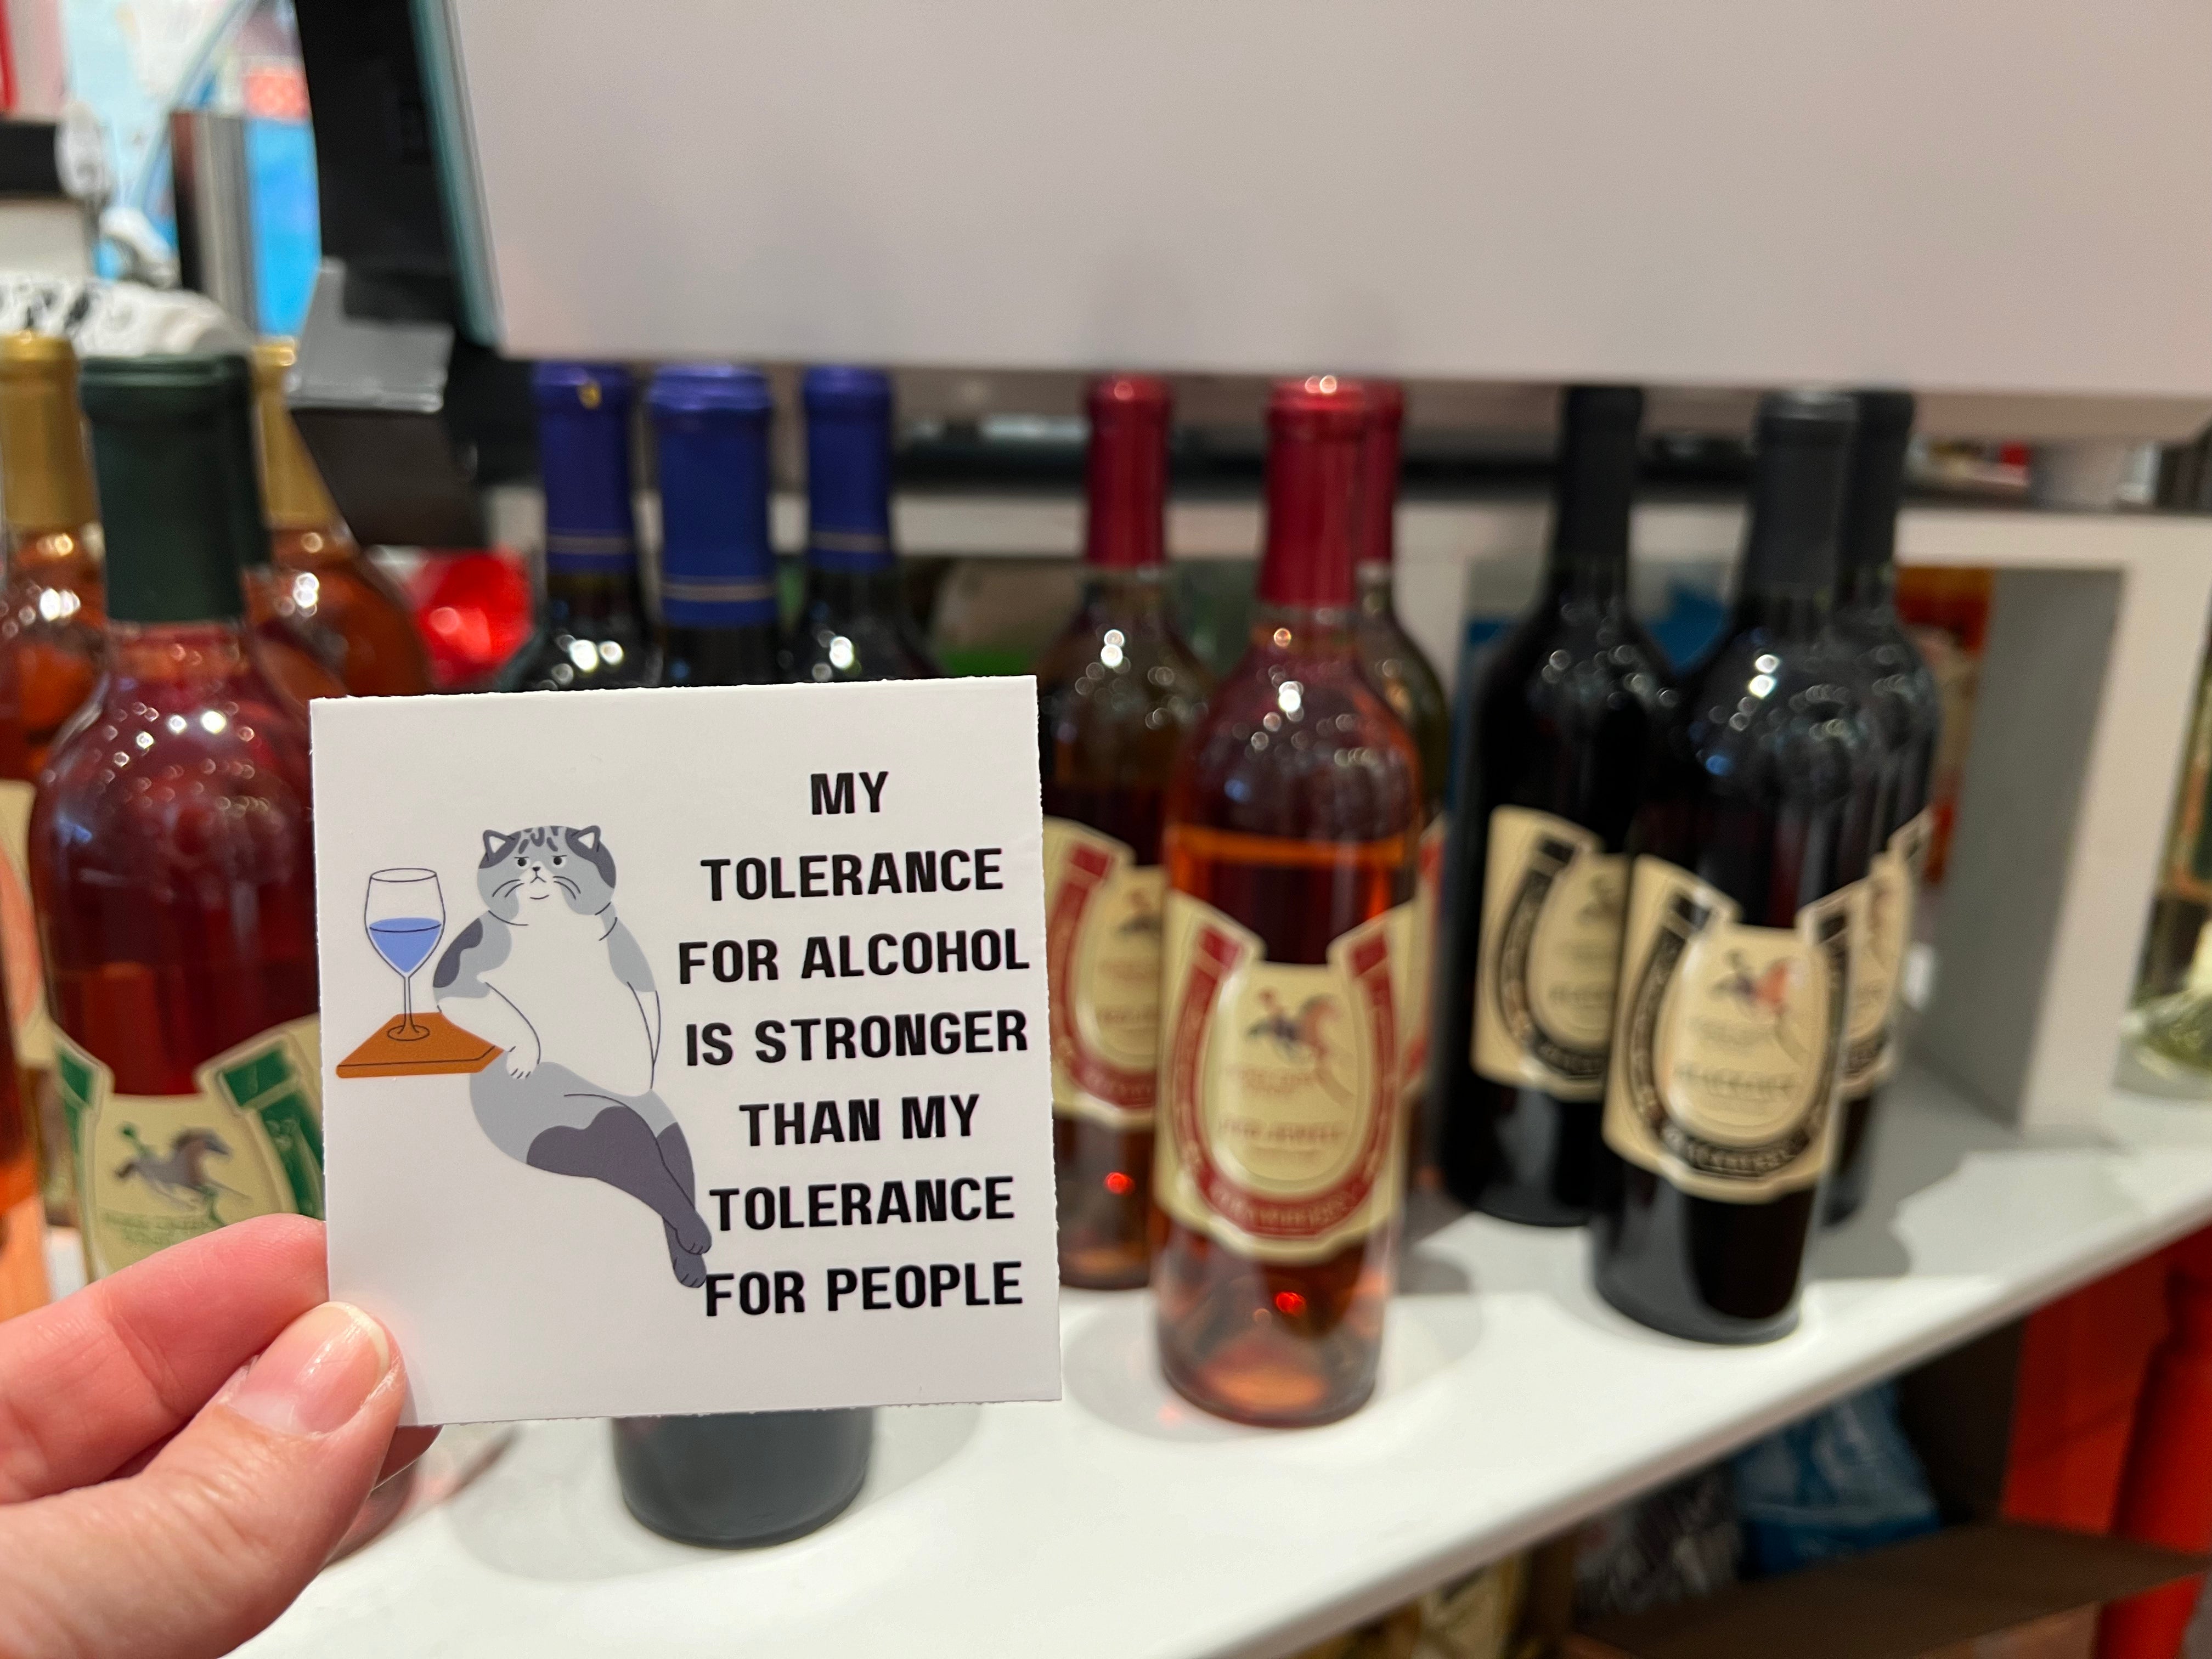 MY
TOLERANCE
FOR ALCOHOL
IS STRONGER
THAN MY
TOLERANCE
FOR PEOPLE